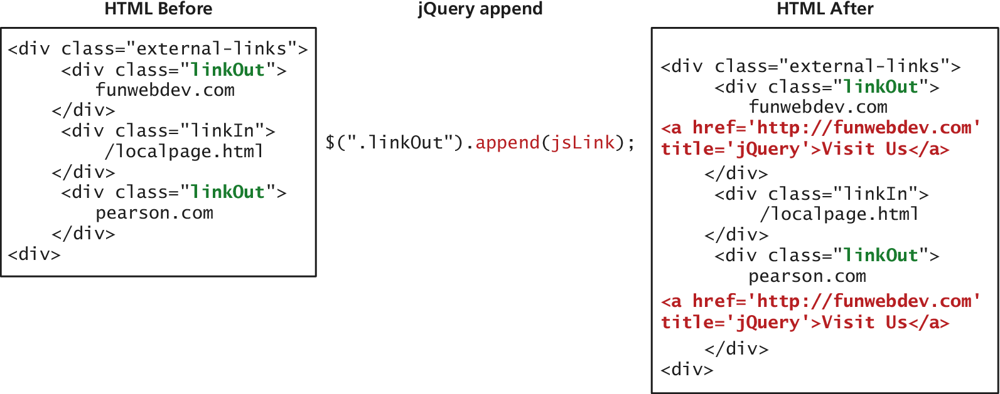 HTML Before
<div class="external-links">
<div class="linkOut">
funwebdev.com
</div>
<div class="linkIn">
/localpage.html
</div>
<div class="linkOut">
pearson.com
</div>
<div>
jQuery append
$(".linkOut").append(jsLink);
HTML After
<div class="external-links">
<div class="linkOut">
funwebdev.com
<a href='http://funwebdev.com'
title='jQuery'>Visit Us</a>
</div>
<div class="linkIn">
/localpage.html
</div>
<div class="linkOut">
pearson.com
<a href='http://funwebdev.com'
title='jQuery'>Visit Us</a>
</div>
<div>